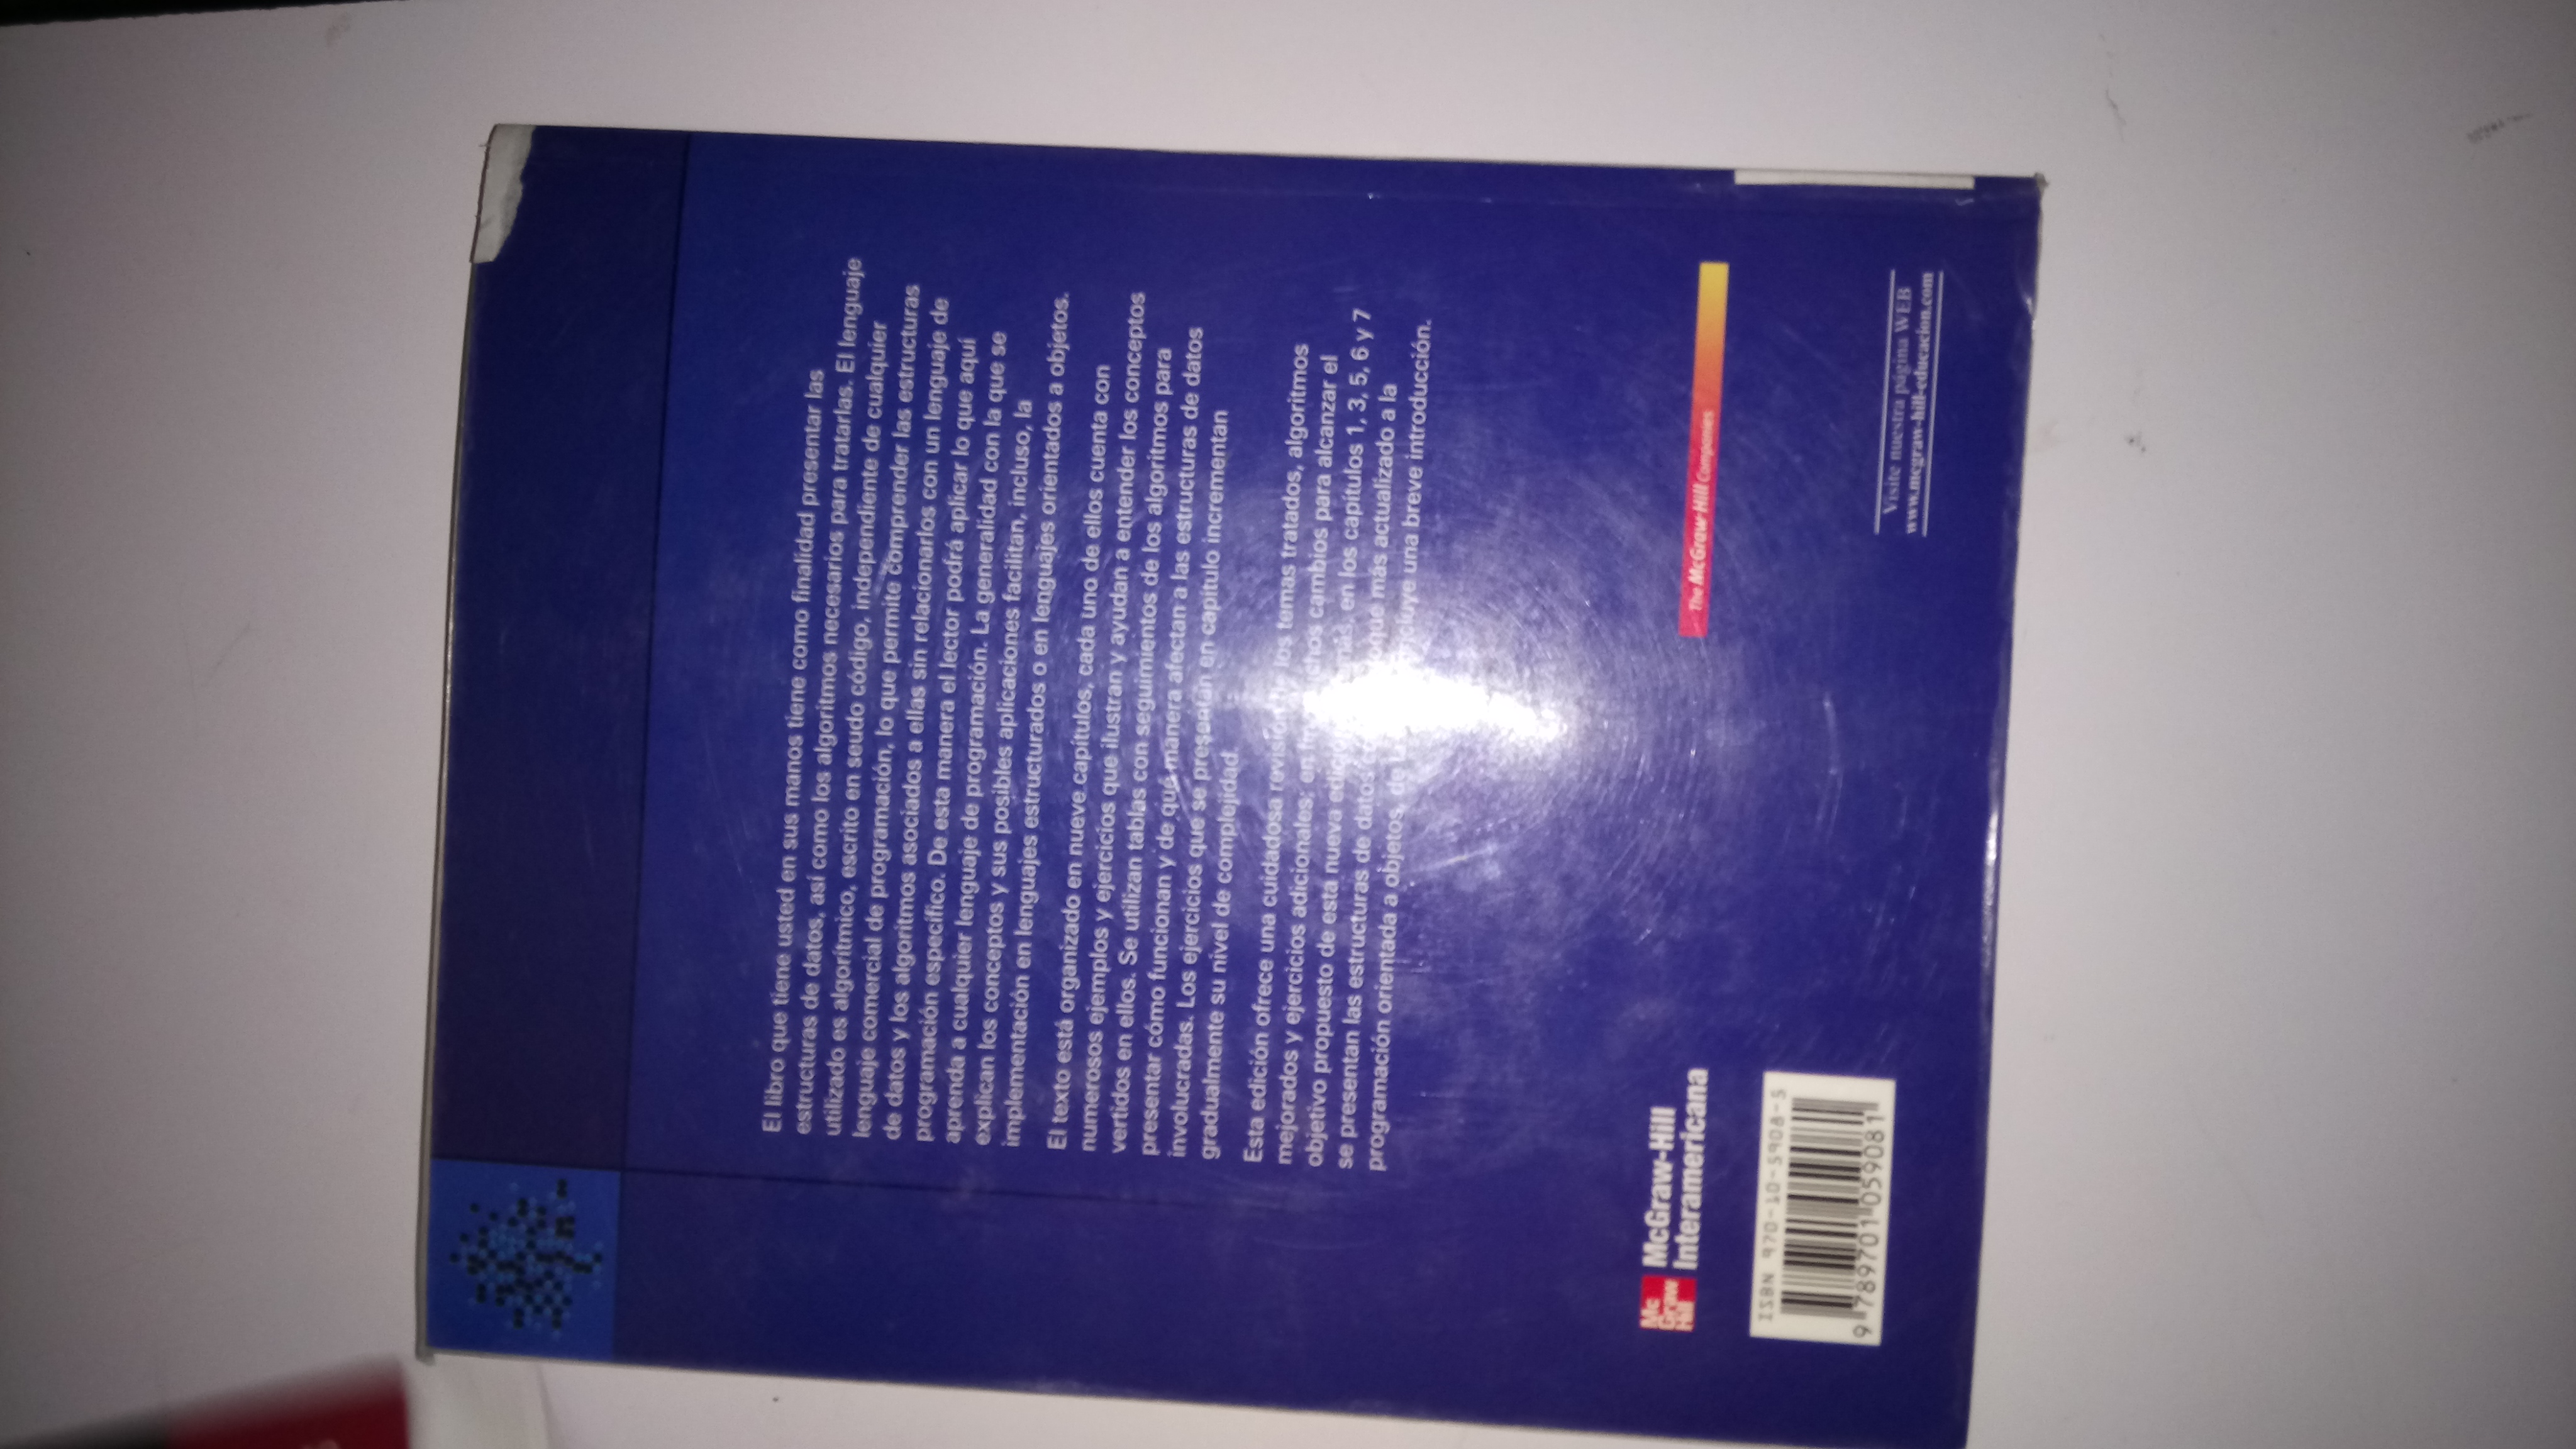 El libro que tiene usted en sus manos tiene como finalidad presentar las
estructuras de datos, así como los algoritmos necesarios para tratarlas. El lenguaje
utilizado es algorítmico, escrito en seudo código, independiente de cualquier
lenguaje comercial de programación, lo que permite comprender las estructuras
de datos y los algoritmos asociados a ellas sin relacionarlos con un lenguaje de
programación específico. De esta manera el lector podrá aplicar lo que aquí
aprenda a cualquier lenguaje de programación. La generalidad con la que se
explican los conceptos y sus posibles aplicaciones facilitan, incluso, la
implementación en lenguajes estructurados o en lenguajes orientados a objetos.
El texto está organizado en nueve capítulos, cada uno de ellos cuenta con
numerosos ejemplos y ejercicios que ilustran y ayudan a entender los conceptos
vertidos en ellos. Se utilizan tablas con seguimientos de los algoritmos para
presentar cómo funcionan y de qué manera afectan a las estructuras de datos
involucradas. Los ejercicios que se presentan en capítulo incrementan
gradualmente su nivel de complejidad.
Esta edición ofrece una cuidadosa revisión de los temas tratados, algoritmos
mejorados y ejercicios adicionales; en cambios para alcanzar el
objetivo propuesto de esta nueva edición en los capítulos 1, 3, 5, 6 y 7
se presentan las estructuras de datos más actualizado a la
programación orientada a objetos, de una breve introducción.
Mc
Graw
Hill
McGraw-Hill
Interamericana
The McGraw-Hill Companies
ISBN 970-10-5908-5
9 789701 059081
Visite nuestra página WEB
www.mcgraw-hill-educacion.com